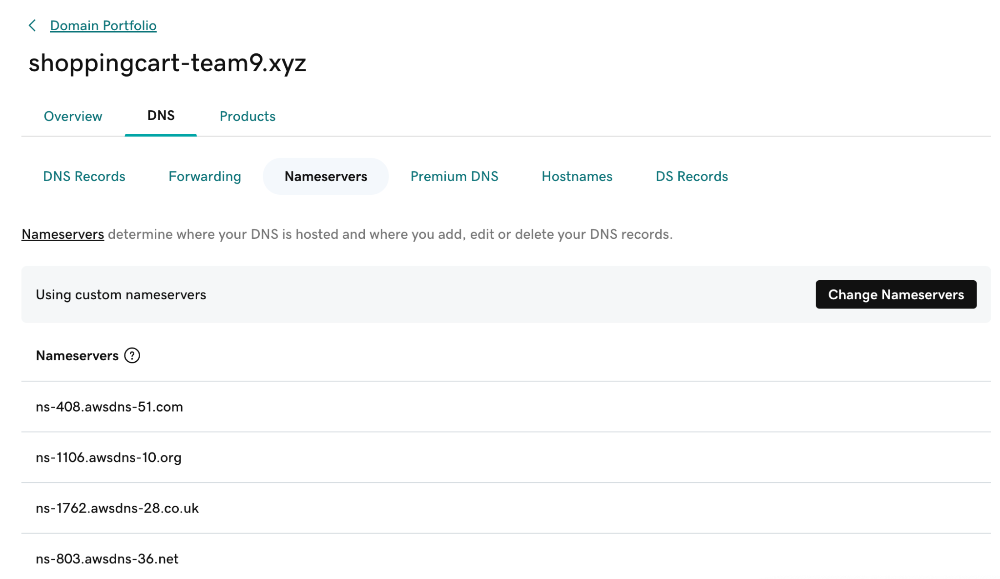 Domain Portfolio
shoppingcart-team9.xyz
Overview DNS Products
DNS Records Forwarding Nameservers Premium DNS Hostnames DS Records
Nameservers determine where your DNS is hosted and where you add, edit or delete your DNS records.
Using custom nameservers Change Nameservers
Nameservers ?
ns-408.awsdns-51.com
ns-1106.awsdns-10.org
ns-1762.awsdns-28.co.uk
ns-803.awsdns-36.net